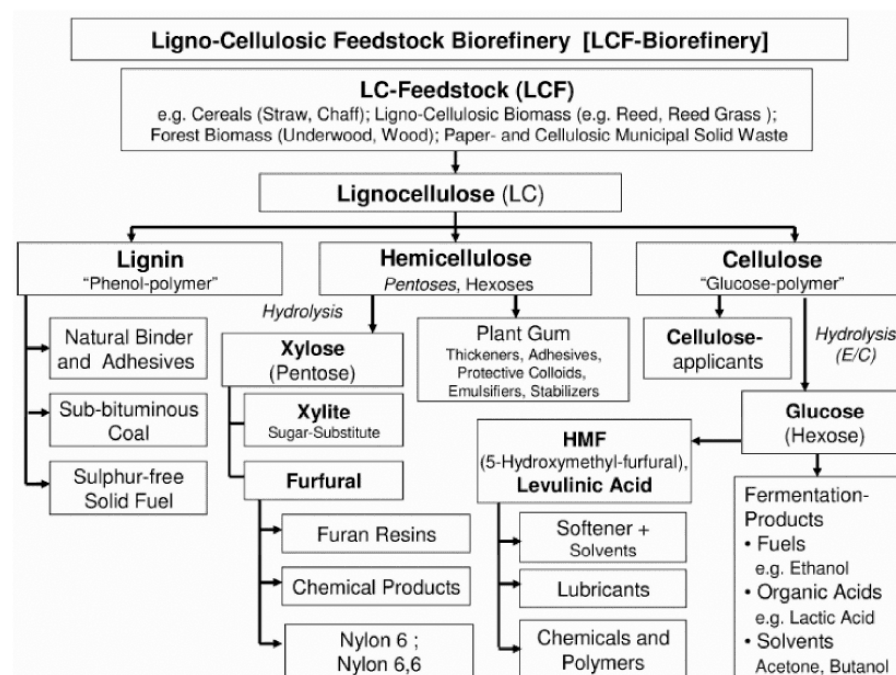 Ligno-Cellulosic Feedstock Biorefinery [LCF-Biorefinery]
LC-Feedstock (LCF)
e.g. Cereals (Straw, Chaff); Ligno-Cellulosic Biomass (e.g. Reed, Reed Grass );
Forest Biomass (Underwood, Wood); Paper- and Cellulosic Municipal Solid Waste
Lignocellulose (LC)
Lignin
“Phenol-polymer”
Hemicellulose
Pentoses, Hexoses
Cellulose
“Glucose-polymer”
Natural Binder
and Adhesives
Sub-bituminous
Coal
Sulphur-free
Solid Fuel
Hydrolysis
Xylose
(Pentose)
Xylite
Sugar-Substitute
Furfural
Furan Resins
Chemical Products
Nylon 6 ;
Nylon 6,6
Plant Gum
Thickeners, Adhesives,
Protective Colloids,
Emulsifiers, Stabilizers
Cellulose-
applicants
Hydrolysis
(E/C)
Glucose
(Hexose)
HMF
(5-Hydroxymethyl-furfural),
Levulinic Acid
Softener +
Solvents
Lubricants
Chemicals and
Polymers
Fermentation-
Products
• Fuels
e.g. Ethanol
• Organic Acids
e.g. Lactic Acid
• Solvents
Acetone, Butanol